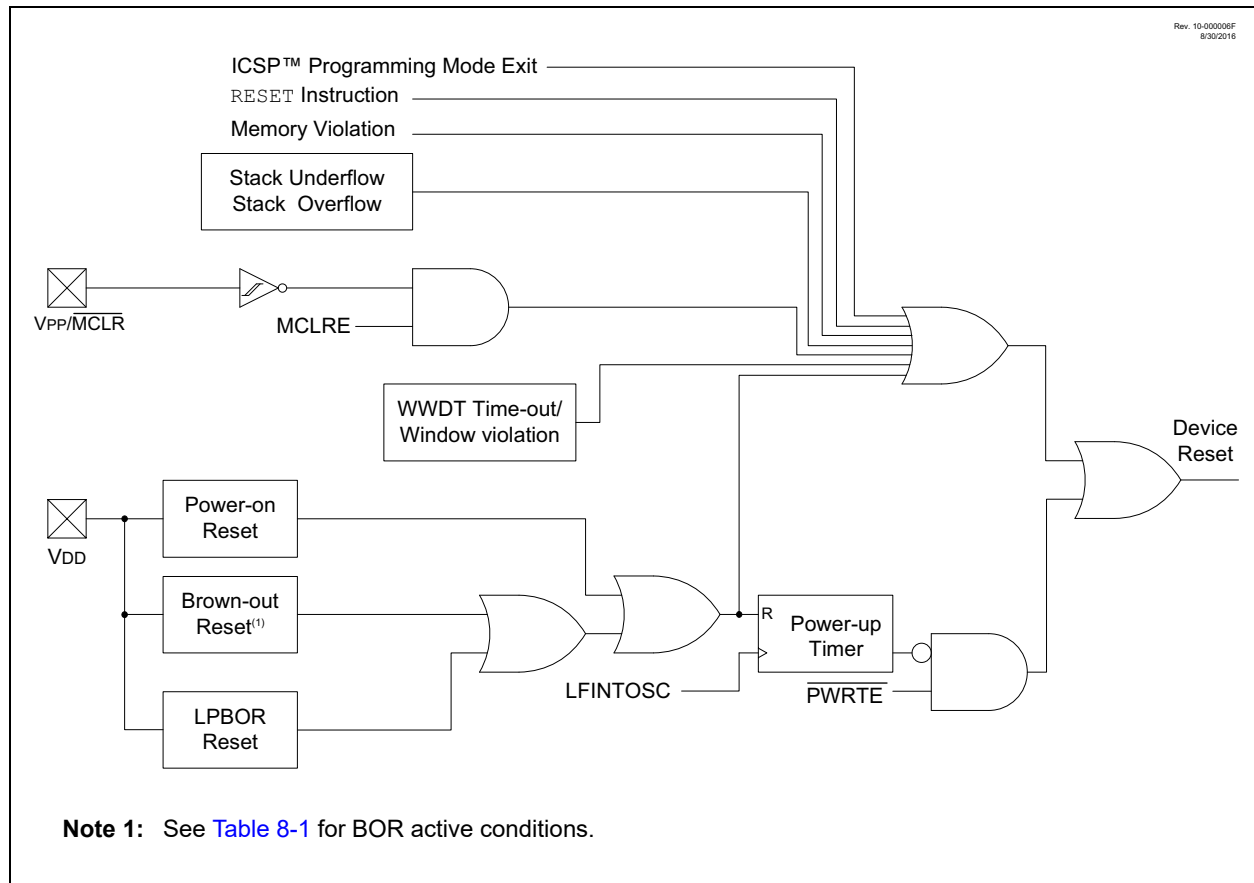 Rev. 10-000006F
8/30/2016
ICSP™ Programming Mode Exit
RESET Instruction
Memory Violation
Stack Underflow
Stack Overflow
VPP/MCLR
MCLRE
WWDT Time-out/
Window violation
Device
Reset
Power-on
Reset
VDD
Brown-out
Reset(1)
R
Power-up
Timer
LFINTOSC
PWRTE
LPBOR
Reset
Note 1: See Table 8-1 for BOR active conditions.